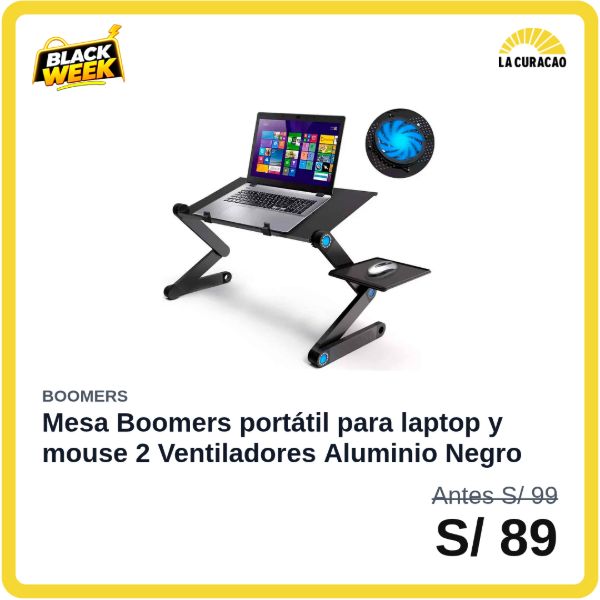 BLACK
WEEK
LA CURACAO
BOOMERS
Mesa Boomers portátil para laptop y
mouse 2 Ventiladores Aluminio Negro
Antes S/ 99
S/ 89